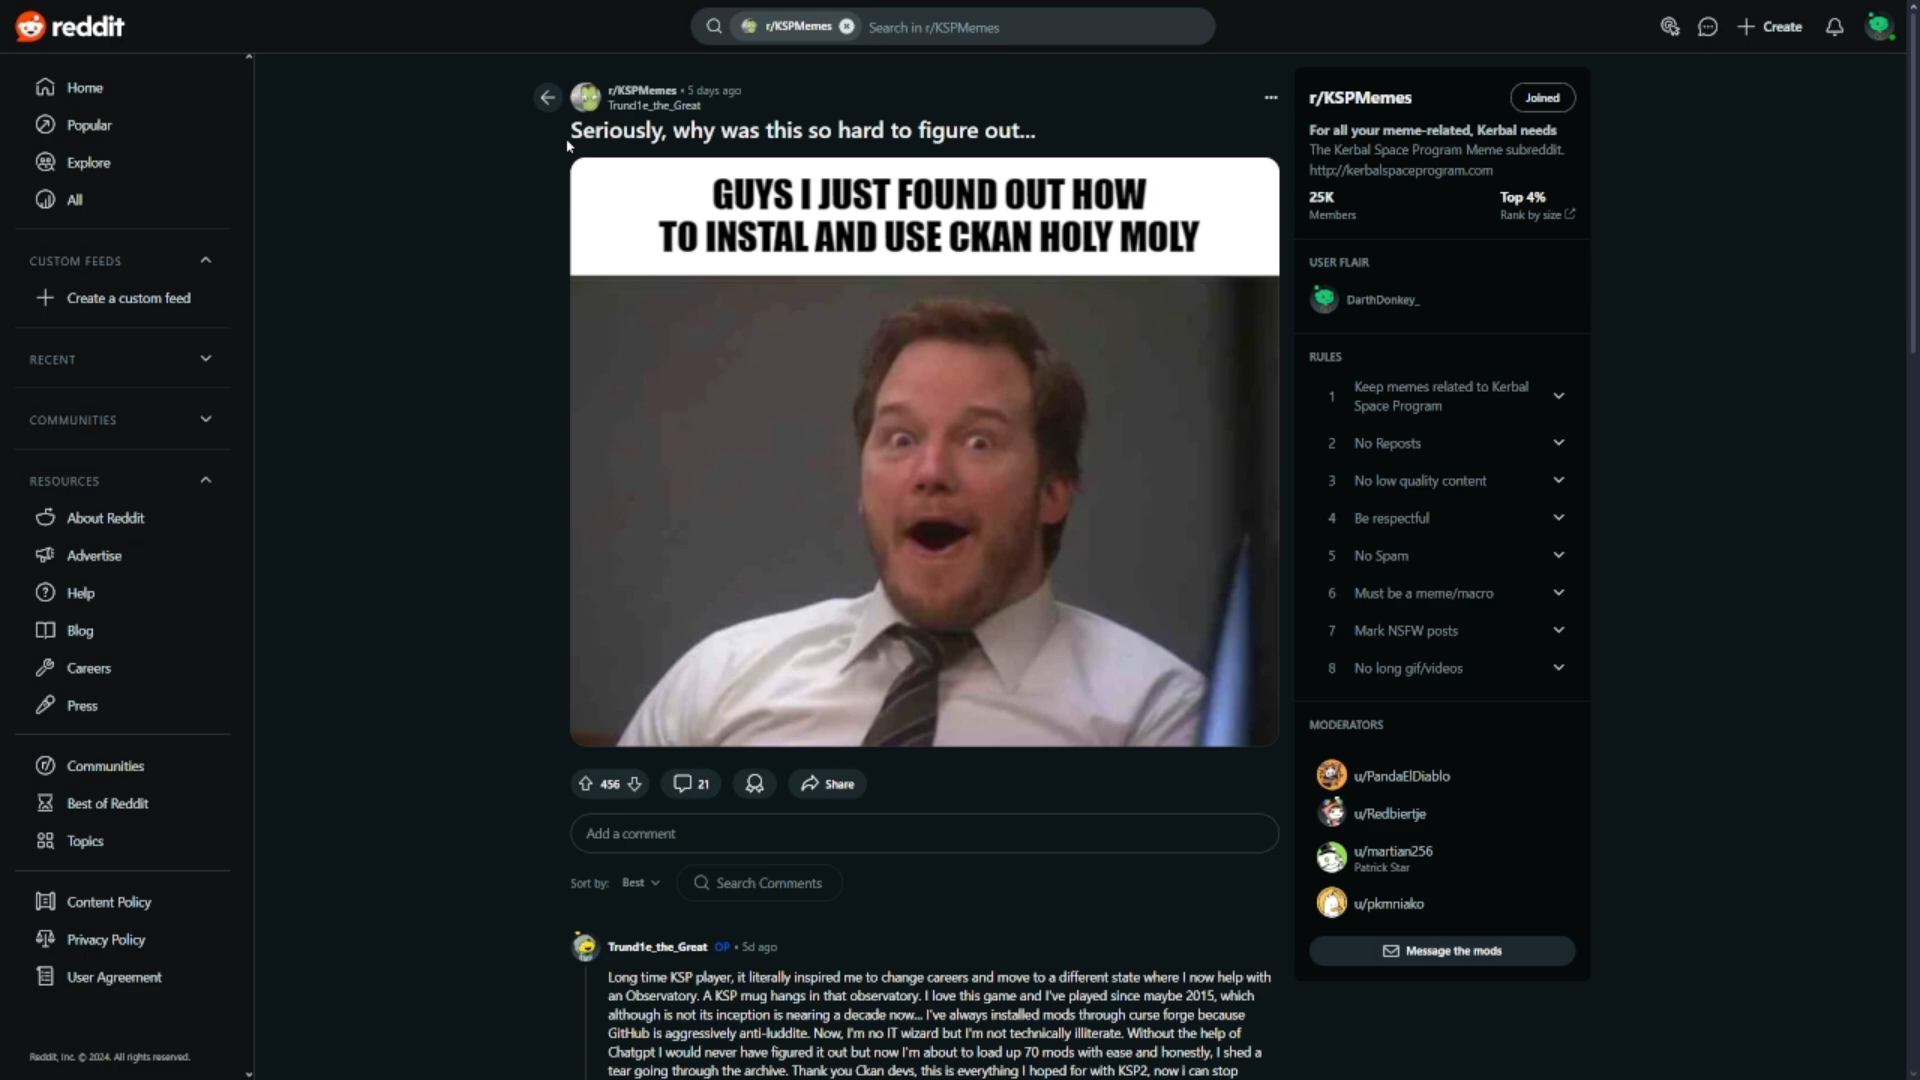 reddit
r/KSPMemes
Search in r/KSPMemes
Create
Home
Popular
Explore
All
CUSTOM FEEDS
Create a custom feed
RECENT
COMMUNITIES
RESOURCES
About Reddit
Advertise
Help
Blog
Careers
Press
Communities
Best of Reddit
Topics
Content Policy
Privacy Policy
User Agreement
Reddit, Inc. © 2024. All rights reserved.
r/KSPMemes • 5 days ago
Trund1e_the_Great
Seriously, why was this so hard to figure out...
GUYS I JUST FOUND OUT HOW
TO INSTAL AND USE CKAN HOLY MOLY
456
21
Share
Add a comment
Sort by: Best
Search Comments
Trund1e_the_Great OP • 5d ago
Long time KSP player, it literally inspired me to change careers and move to a different state where I now help with
an Observatory. A KSP mug hangs in that observatory. I love this game and I've played since maybe 2015, which
although is not its inception is nearing a decade now... I've always installed mods through curse forge because
GitHub is aggressively anti-luddite. Now, I'm no IT wizard but I'm not technically illiterate. Without the help of
Chatgpt I would never have figured it out but now I'm about to load up 70 mods with ease and honestly, I shed a
tear going through the archive. Thank you Ckan devs, this is everything I hoped for with KSP2, now i can stop
r/KSPMemes
Joined
For all your meme-related, Kerbal needs
The Kerbal Space Program Meme subreddit.
http://kerbalspaceprogram.com
25K
Members
Top 4%
Rank by size
USER FLAIR
DarthDonkey_
RULES
1 Keep memes related to Kerbal
Space Program
2 No Reposts
3 No low quality content
4 Be respectful
5 No Spam
6 Must be a meme/macro
7 Mark NSFW posts
8 No long gif/videos
MODERATORS
u/PandaElDiablo
u/Redbiertje
u/martian256
Patrick Star
u/pkmniako
Message the mods